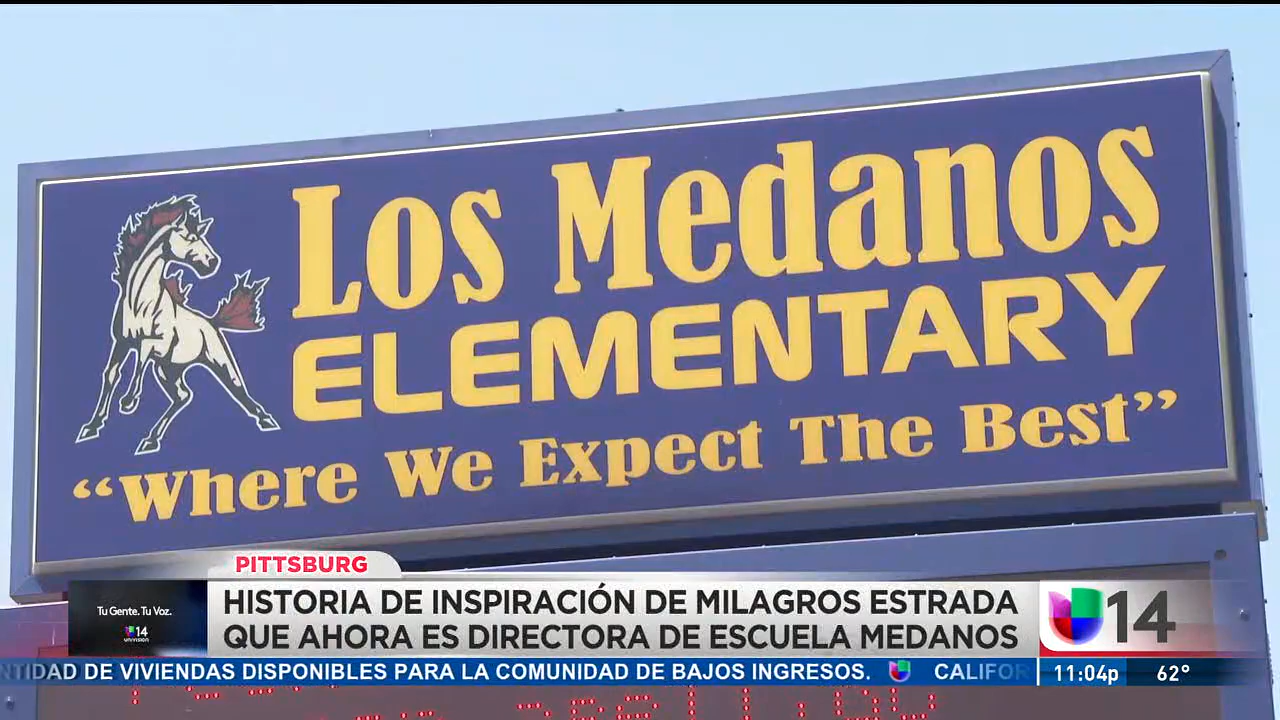 Los Medanos
ELEMENTARY
“Where We Expect The Best”
PITTSBURG
Tu Gente. Tu Voz.
14
UNIVISION
HISTORIA DE INSPIRACIÓN DE MILAGROS ESTRADA
QUE AHORA ES DIRECTORA DE ESCUELA MEDANOS
14
DE VIVIENDAS DISPONIBLES PARA LA COMUNIDAD DE BAJOS INGRESOS.
11:04p 62°